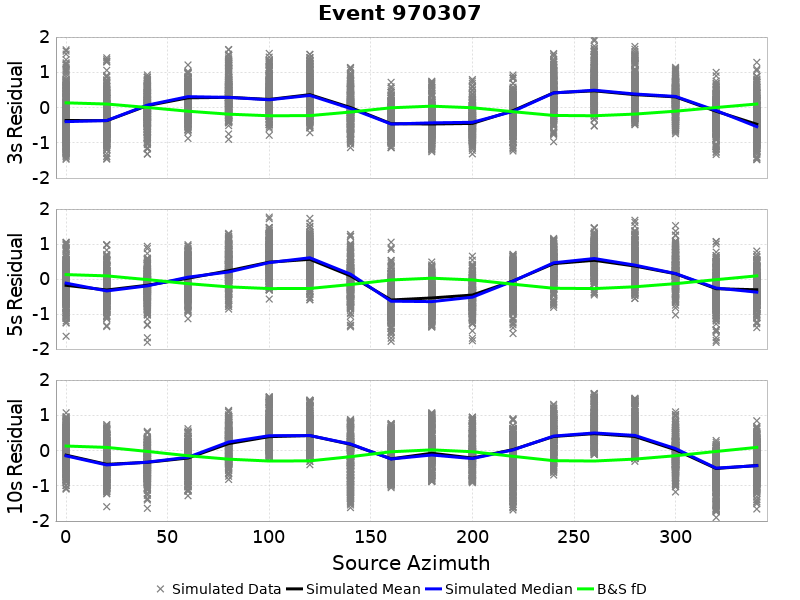 Event 970307
3s Residual
2
1
0
-1
-2
5s Residual
2
1
0
-1
-2
10s Residual
2
1
0
-1
-2
0 50 100 150 200 250 300
Source Azimuth
Simulated Data Simulated Mean Simulated Median B&S fD